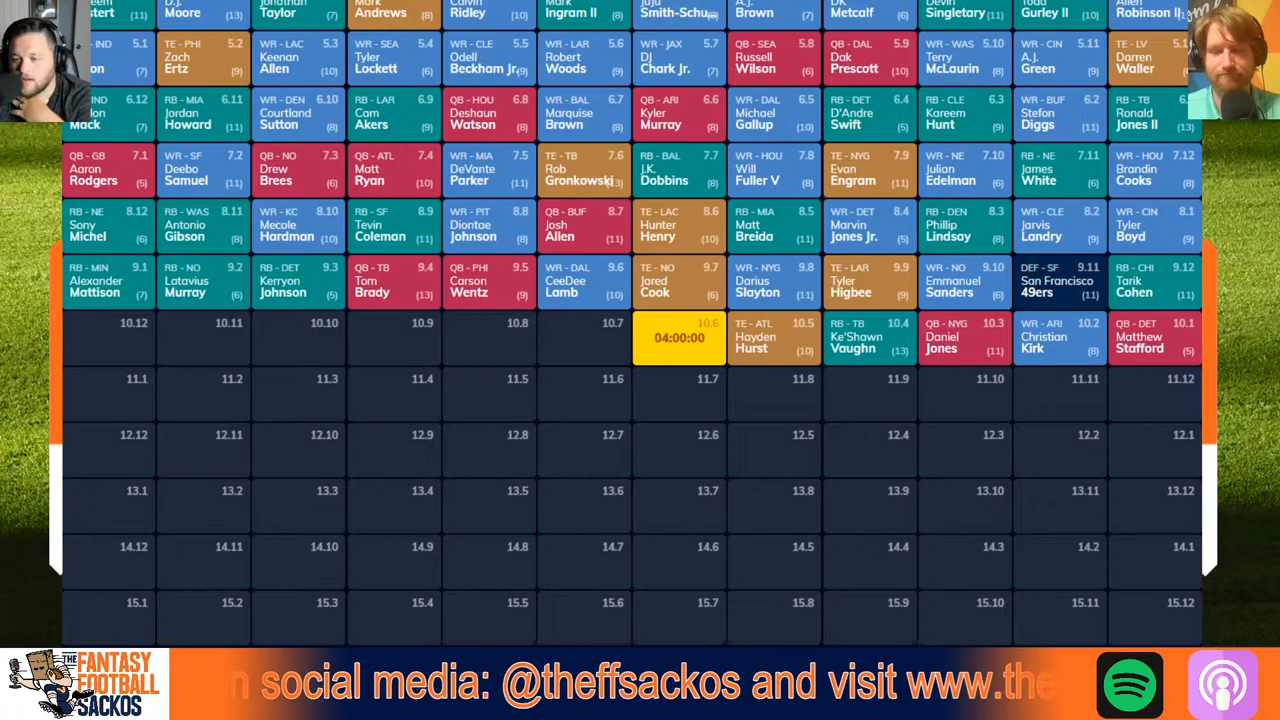 (11) Moore (13) Taylor (7) Andrews (8) Ridley (10) Ingram II (8) Smith-Schu... Brown (7) Metcalf (6) Singletary (11) Gurley II (10) Robinson II
- IND 5.1 TE - PHI 5.2 WR - LAC 5.3 WR - SEA 5.4 WR - CLE 5.5 WR - LAR 5.6 WR - JAX 5.7 QB - SEA 5.8 QB - DAL 5.9 WR - WAS 5.10 WR - CIN 5.11 TE - LV
Zach Keenan Tyler Odell Robert DJ Russell Dak Terry A.J. Darren
(7) Ertz (9) Allen (10) Lockett (6) Beckham Jr. (9) Woods (9) Chark Jr. (7) Wilson (6) Prescott (10) McLaurin (8) Green (9) Waller
IND 6.12 RB - MIA 6.11 WR - DEN 6.10 RB - LAR 6.9 QB - HOU 6.8 WR - BAL 6.7 QB - ARI 6.6 WR - DAL 6.5 RB - DET 6.4 RB - CLE 6.3 WR - BUF 6.2 RB - TB
Jordan Courtland Cam Deshaun Marquise Kyler Michael D'Andre Kareem Stefon Ronald
Mack (7) Howard (11) Sutton (8) Akers (9) Watson (8) Brown (8) Murray (8) Gallup (10) Swift (5) Hunt (9) Diggs (11) Jones II (13)
QB - GB 7.1 WR - SF 7.2 QB - NO 7.3 QB - ATL 7.4 WR - MIA 7.5 TE - TB 7.6 RB - BAL 7.7 WR - HOU 7.8 TE - NYG 7.9 WR - NE 7.10 RB - NE 7.11 WR - HOU 7.12
Aaron Deebo Drew Matt DeVante Rob J.K. Will Evan Julian James Brandin
Rodgers (5) Samuel (11) Brees (6) Ryan (10) Parker (11) Gronkowski (13) Dobbins (8) Fuller V (8) Engram (11) Edelman (6) White (6) Cooks (8)
RB - NE 8.12 RB - WAS 8.11 WR - KC 8.10 RB - SF 8.9 WR - PIT 8.8 QB - BUF 8.7 TE - LAC 8.6 RB - MIA 8.5 WR - DET 8.4 RB - DEN 8.3 WR - CLE 8.2 WR - CIN 8.1
Sony Antonio Mecole Tevin Diontae Josh Hunter Matt Marvin Phillip Jarvis Tyler
Michel (6) Gibson (8) Hardman (10) Coleman (11) Johnson (8) Allen (11) Henry (10) Breida (11) Jones Jr. (5) Lindsay (8) Landry (9) Boyd (9)
RB - MIN 9.1 RB - NO 9.2 RB - DET 9.3 QB - TB 9.4 QB - PHI 9.5 WR - DAL 9.6 TE - NO 9.7 WR - NYG 9.8 TE - LAR 9.9 WR - NO 9.10 DEF - SF 9.11 RB - CHI 9.12
Alexander Latavius Kerryon Tom Carson CeeDee Jared Darius Tyler Emmanuel San Francisco Tarik
Mattison (7) Murray (6) Johnson (5) Brady (13) Wentz (9) Lamb (10) Cook (6) Slayton (11) Higbee (9) Sanders (6) 49ers (11) Cohen (11)
10.12 10.11 10.10 10.9 10.8 10.7 10.6 TE - ATL 10.5 RB - TB 10.4 QB - NYG 10.3 WR - ARI 10.2 QB - DET 10.1
04:00:00 Hayden Ke'Shawn Daniel Christian Matthew
Hurst (10) Vaughn (13) Jones (11) Kirk (8) Stafford (5)
11.1 11.2 11.3 11.4 11.5 11.6 11.7 11.8 11.9 11.10 11.11 11.12
12.12 12.11 12.10 12.9 12.8 12.7 12.6 12.5 12.4 12.3 12.2 12.1
13.1 13.2 13.3 13.4 13.5 13.6 13.7 13.8 13.9 13.10 13.11 13.12
14.12 14.11 14.10 14.9 14.8 14.7 14.6 14.5 14.4 14.3 14.2 14.1
15.1 15.2 15.3 15.4 15.5 15.6 15.7 15.8 15.9 15.10 15.11 15.12
THE FANTASY
FOOTBALL
SACKOS
n social media: @theffsackos and visit www.the